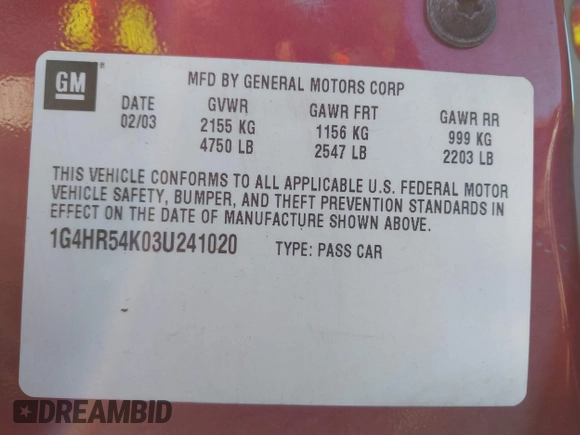 GM
MFD BY GENERAL MOTORS CORP
DATE GVWR GAWR FRT GAWR RR
02/03 2155 KG 1156 KG 999 KG
4750 LB 2547 LB 2203 LB
THIS VEHICLE CONFORMS TO ALL APPLICABLE U.S. FEDERAL MOTOR
VEHICLE SAFETY, BUMPER, AND THEFT PREVENTION STANDARDS IN
EFFECT ON THE DATE OF MANUFACTURE SHOWN ABOVE.
1G4HR54K03U241020 TYPE: PASS CAR
DREAMBID